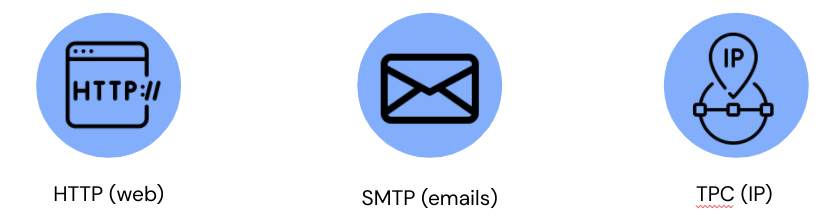 HTTP://
IP
HTTP (web)
SMTP (emails)
TPC (IP)